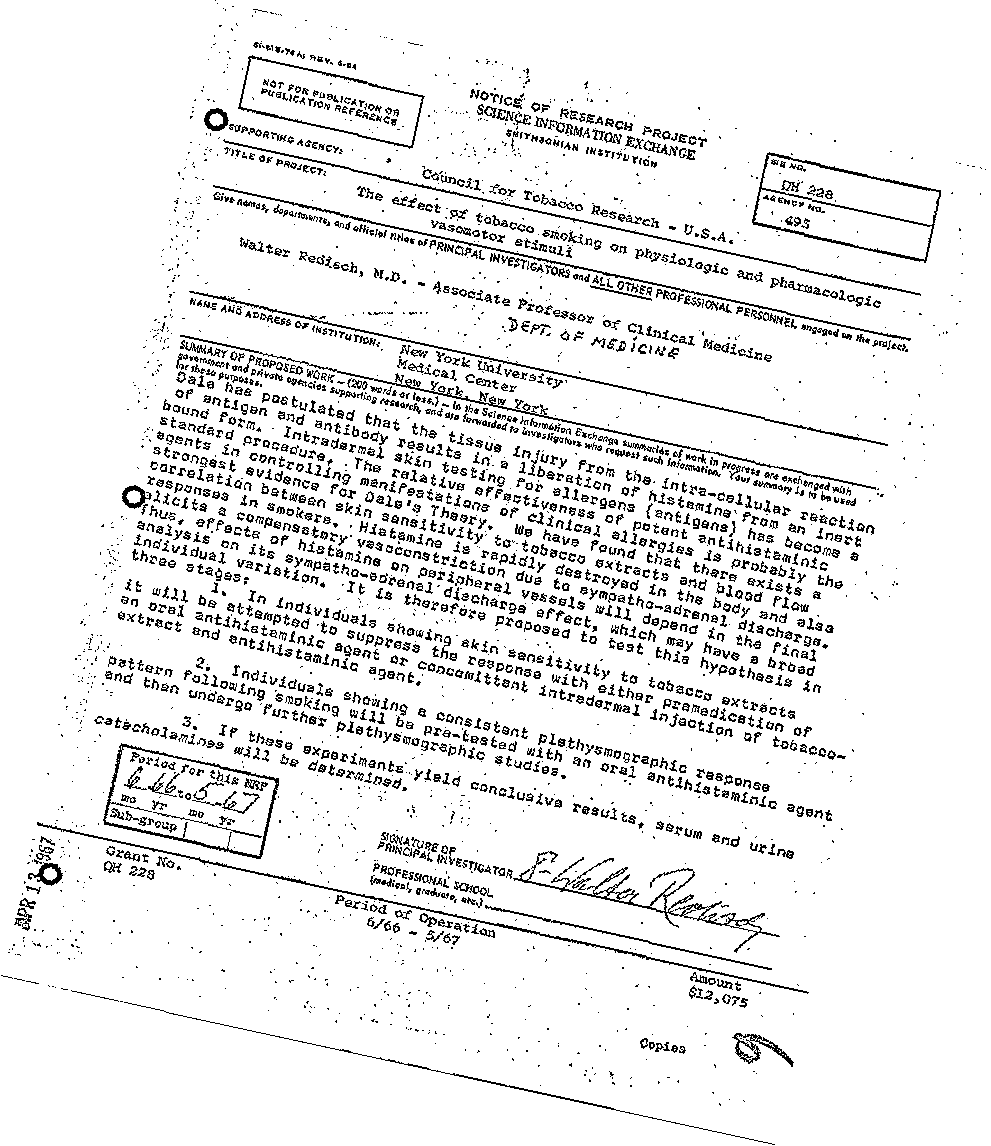 SI-SIE-74 A, REV. 6-64
NOT FOR PUBLICATION OR
PUBLICATION REFERENCE
NOTICE OF RESEARCH PROJECT
SCIENCE INFORMATION EXCHANGE
SMITHSONIAN INSTITUTION
SIE NO.
QH 228
AGENCY NO.
495
SUPPORTING AGENCY:
Council for Tobacco Research - U.S.A.
TITLE OF PROJECT:
The effect of tobacco smoking on physiologic and pharmacologic
vasomotor stimuli
Give names, departments, and official titles of PRINCIPAL INVESTIGATORS and ALL OTHER PROFESSIONAL PERSONNEL engaged on the project.
Walter Redisch, M.D. - Associate Professor of Clinical Medicine
DEPT. OF MEDICINE
NAME AND ADDRESS OF INSTITUTION:
New York University
Medical Center
New York, New York
SUMMARY OF PROPOSED WORK - (200 words or less.) - In the Science Information Exchange summaries of work in progress are exchanged with
government and private agencies supporting research, and are forwarded to investigators who request such information. Your summary is to be used
for these purposes.
Dale has postulated that the tissue injury from the intra-cellular reaction
of antigen and antibody results in a liberation of histamine from an inert
bound form. Intradermal skin testing for allergens (antigens) has become a
standard procedure. The relative effectiveness of potent antihistaminic
agents in controlling manifestations of clinical allergies is probably the
strongest evidence for Dale's Theory. We have found that there exists a
correlation between skin sensitivity to tobacco extracts and blood flow
responses in smokers. Histamine is rapidly destroyed in the body and also
elicits a compensatory vasoconstriction due to sympatho-adrenal discharge.
Thus, effects of histamine on peripheral vessels will depend in the final
analysis on its sympatho-adrenal discharge effect, which may have a broad
individual variation. It is therefore proposed to test this hypothesis in
three stages:
1. In individuals showing skin sensitivity to tobacco extracts
it will be attempted to suppress the response with either premedication of
an oral antihistaminic agent or concomittent intradermal injection of tobacco-
extract and antihistaminic agent.
2. Individuals showing a consistent plethysmographic response
pattern following smoking will be pre-tested with an oral antihistaminic agent
and then undergo further plethysmographic studies.
3. If these experiments yield conclusive results, serum and urine
catecholamines will be determined.
Period for this NRP
6 66 to 5 67
mo yr mo yr
Sub-group
SIGNATURE OF
PRINCIPAL INVESTIGATOR
Walter Redisch
PROFESSIONAL SCHOOL
(medical, graduate, etc.)
APR 13 1967
Grant No.
QH 228
Period of Operation
6/66 - 5/67
Amount
$12,075
Copies